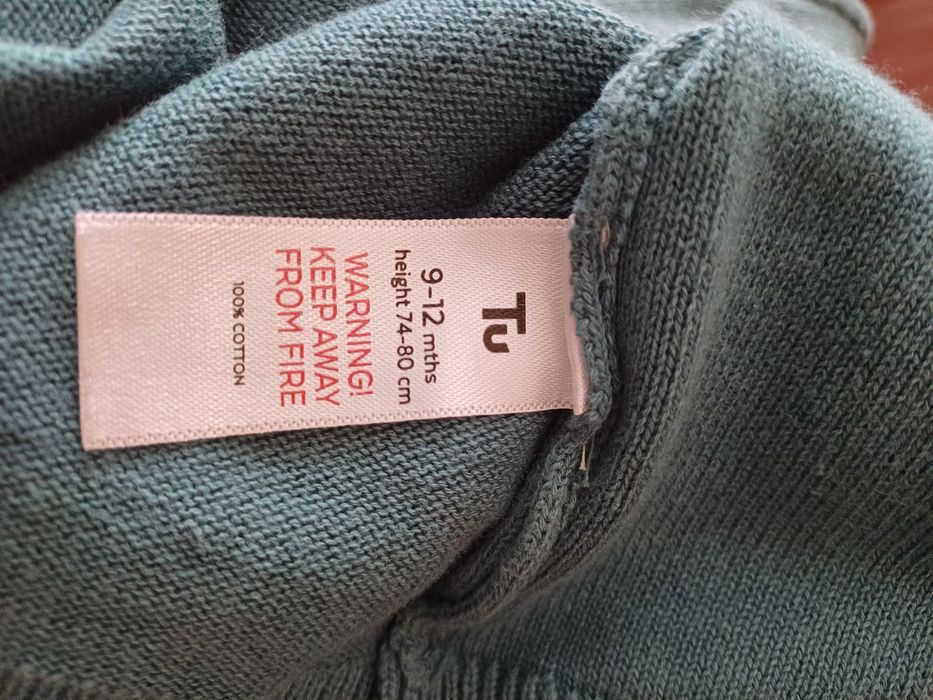 Tu
9-12 mths
height 74-80 cm
WARNING!
KEEP AWAY
FROM FIRE
100% COTTON